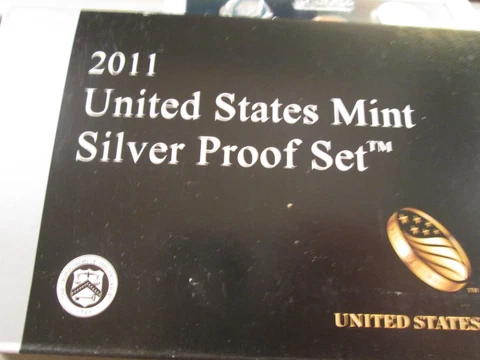 2011
United States Mint
Silver Proof Set™
UNITED STATES